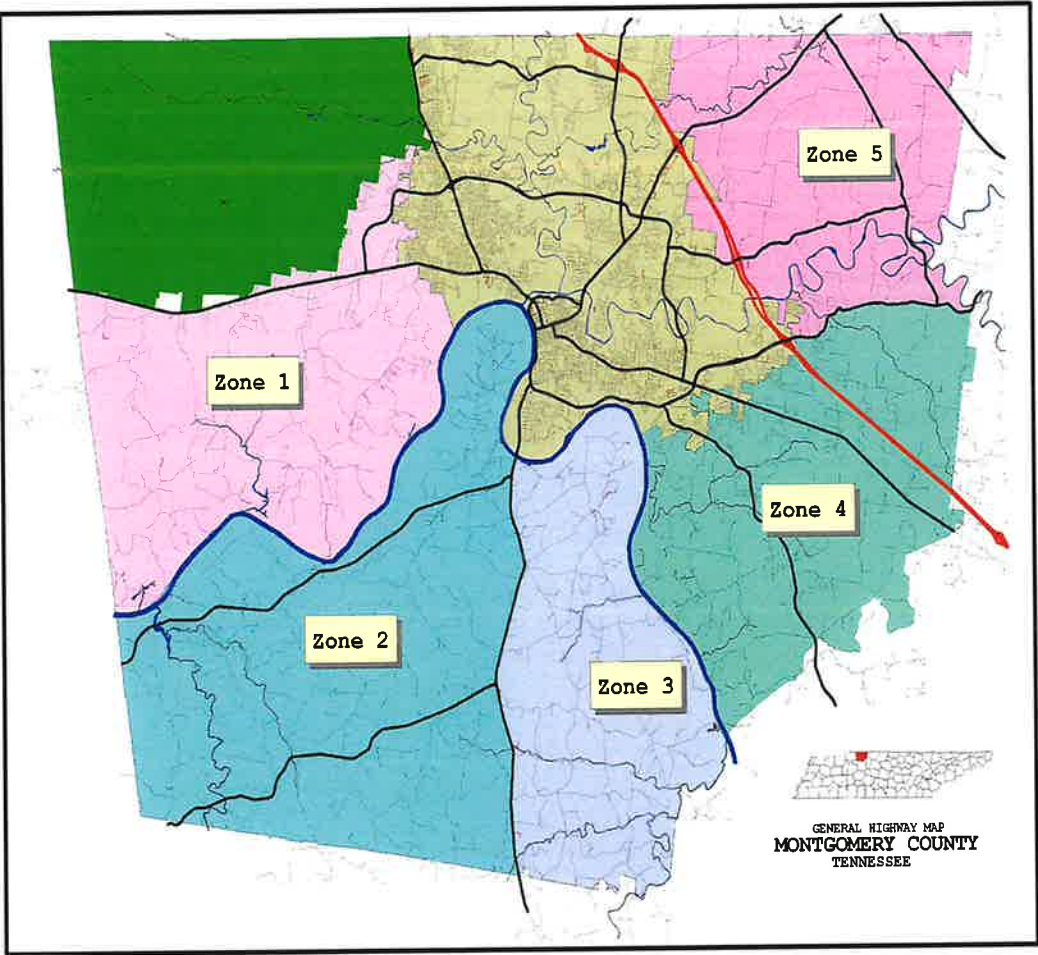 Zone 5
Zone 1
Zone 4
Zone 2
Zone 3
GENERAL HIGHWAY MAP
MONTGOMERY COUNTY
TENNESSEE